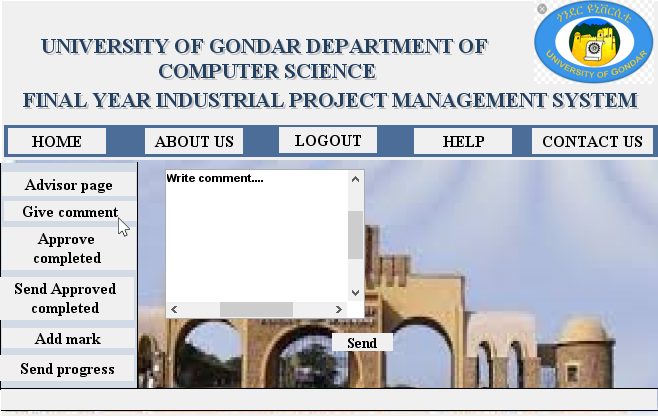 ጎንደር ዩኒቨርሲቲ
UNIVERSITY OF GONDAR
UNIVERSITY OF GONDAR DEPARTMENT OF
COMPUTER SCIENCE
FINAL YEAR INDUSTRIAL PROJECT MANAGEMENT SYSTEM
HOME ABOUT US LOGOUT HELP CONTACT US
Advisor page
Write comment....
Give comment
Approve
completed
Send Approved
completed
Add mark
Send
Send progress